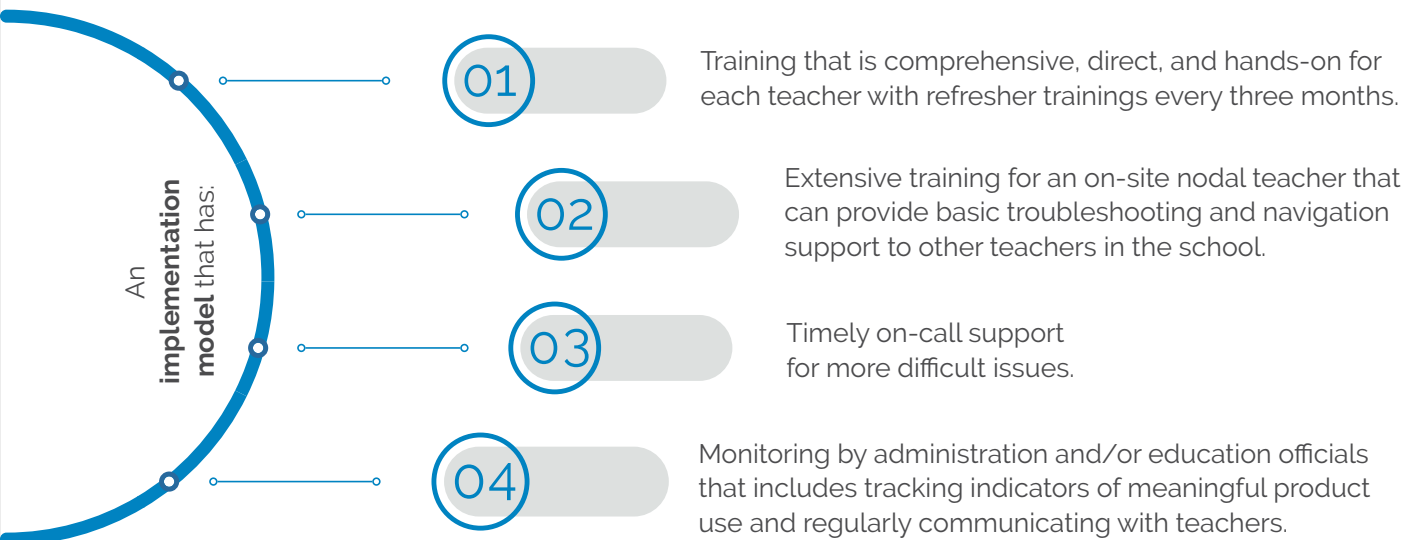 An
implementation
model that has:
01
Training that is comprehensive, direct, and hands-on for
each teacher with refresher trainings every three months.
02
Extensive training for an on-site nodal teacher that
can provide basic troubleshooting and navigation
support to other teachers in the school.
03
Timely on-call support
for more difficult issues.
04
Monitoring by administration and/or education officials
that includes tracking indicators of meaningful product
use and regularly communicating with teachers.